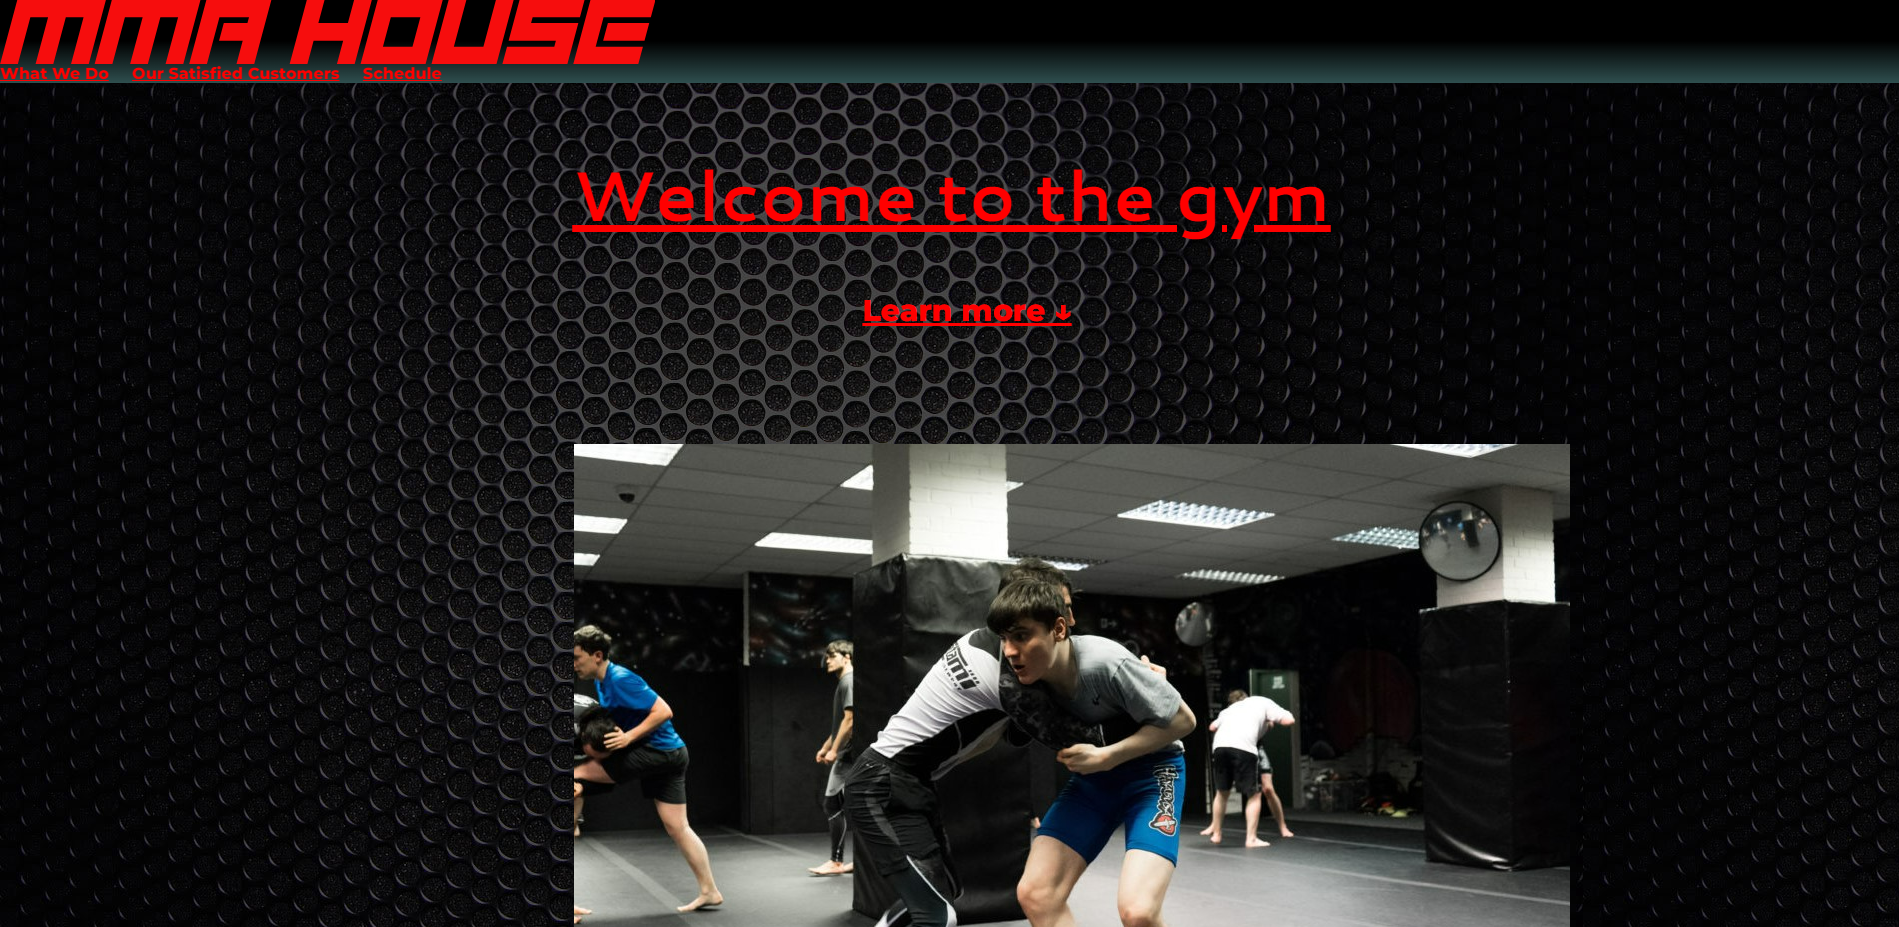 MMA HOUSE
What We Do Our Satisfied Customers Schedule
Welcome to the gym
Learn more ↓